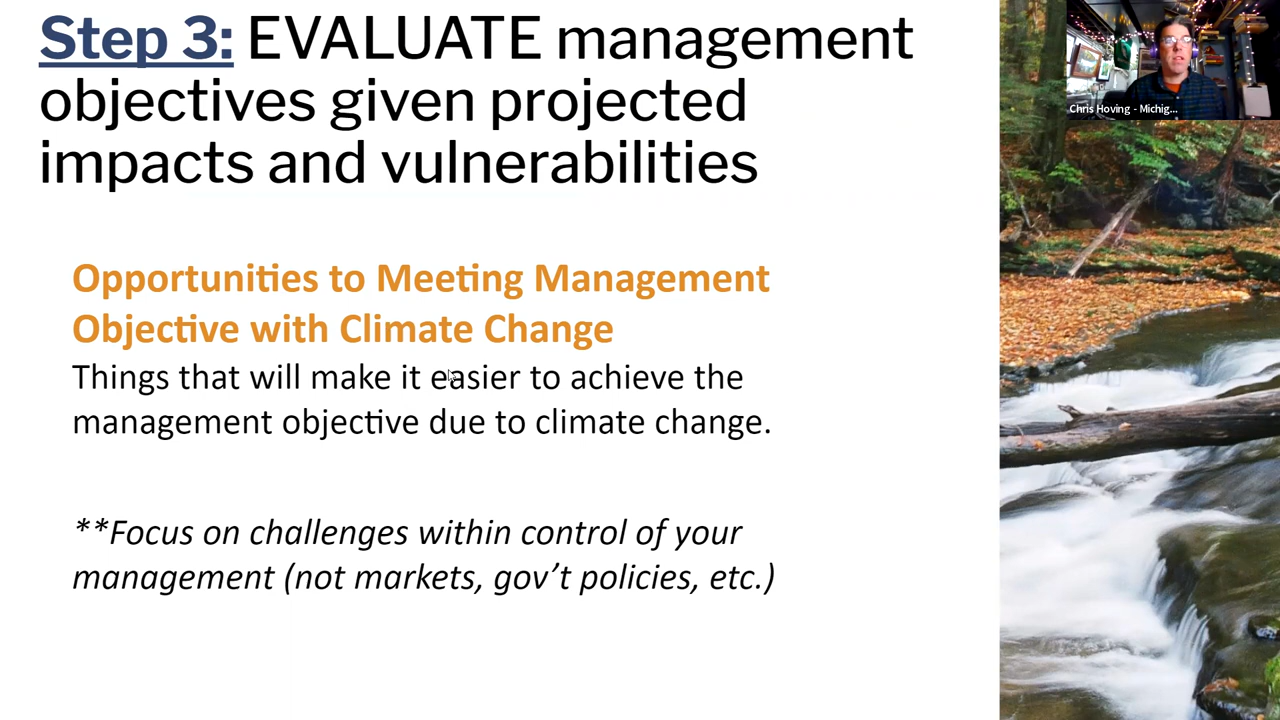 Step 3: EVALUATE management
objectives given projected
impacts and vulnerabilities
Chris Hoving - Michig...
Opportunities to Meeting Management
Objective with Climate Change
Things that will make it easier to achieve the
management objective due to climate change.
**Focus on challenges within control of your
management (not markets, gov’t policies, etc.)